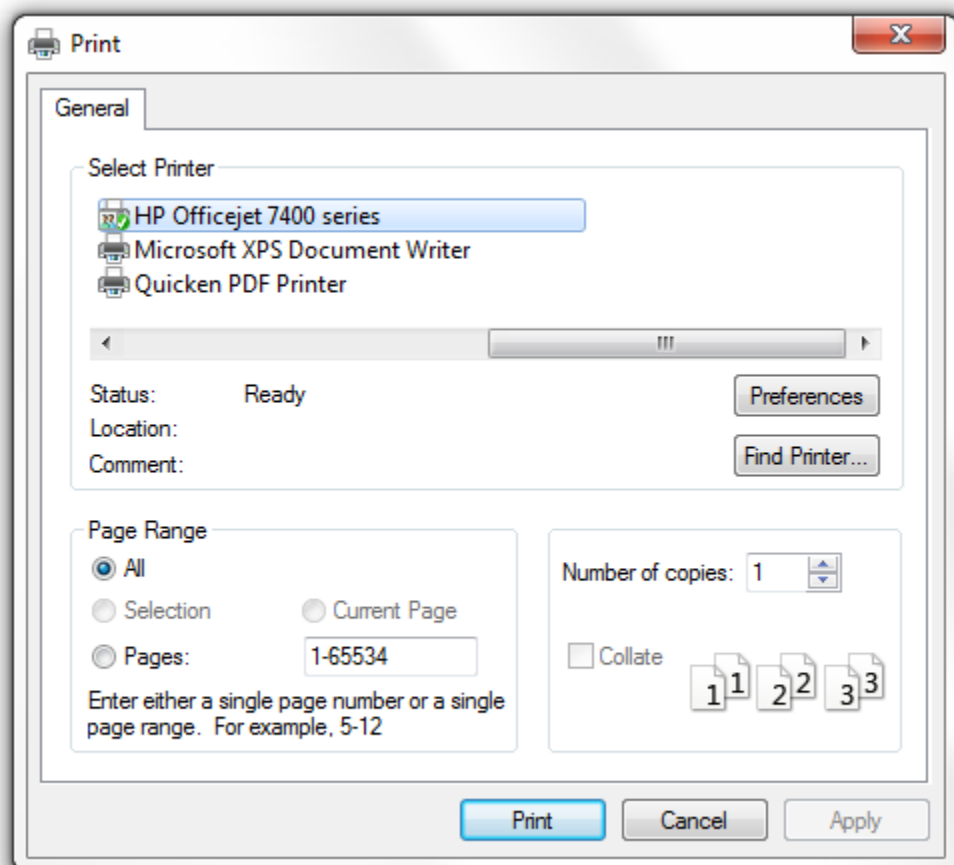 Print
General
Select Printer
HP Officejet 7400 series
Microsoft XPS Document Writer
Quicken PDF Printer
Status: Ready
Location:
Comment:
Preferences
Find Printer...
Page Range
All
Selection Current Page
Pages: 1-65534
Enter either a single page number or a single
page range. For example, 5-12
Number of copies: 1
Collate
1 1 2 2 3 3
Print Cancel Apply